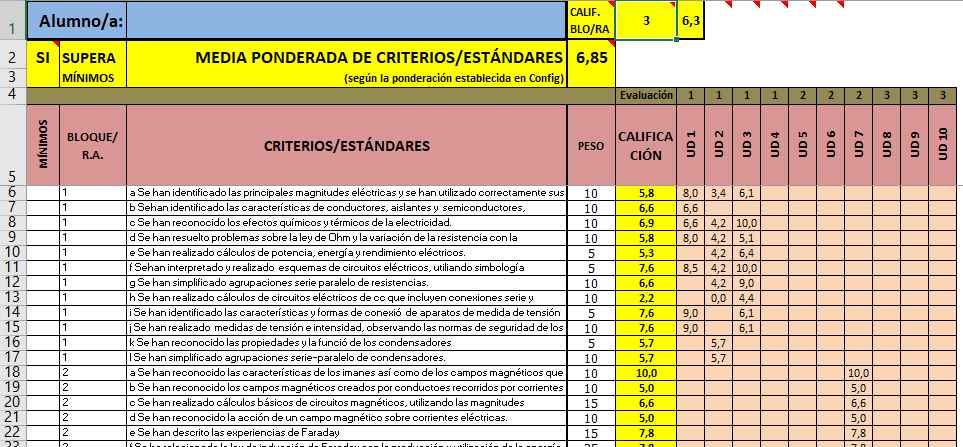 1 Alumno/a: CALIF. BLO/RA 3 6,3
2 SI SUPERA MÍNIMOS MEDIA PONDERADA DE CRITERIOS/ESTÁNDARES 6,85
3 (según la ponderación establecida en Config)
4 Evaluación 1 1 1 1 2 2 2 3 3 3
5 MÍNIMOS BLOQUE/ R.A. CRITERIOS/ESTÁNDARES PESO CALIFICA CIÓN UD 1 UD 2 UD 3 UD 4 UD 5 UD 6 UD 7 UD 8 UD 9 UD 10
6 1 a Se han identificado las principales magnitudes eléctricas y se han utilizado correctamente sus 10 5,8 8,0 3,4 6,1
7 1 b Sehan identificado las características de conductores, aislantes y semiconductores, 10 6,6 6,6
8 1 c Se han reconocido los efectos químicos y térmicos de la electricidad. 10 6,9 6,6 4,2 10,0
9 1 d Se han resuelto problemas sobre la ley de Ohm y la variación de la resistencia con la 10 5,8 8,0 4,2 5,1
10 1 e Se han realizado cálculos de potencia, energía y rendimiento eléctricos. 5 5,3 4,2 6,4
11 1 f Sehan interpretado y realizado esquemas de circuitos eléctricos, utiliando simbología 5 7,6 8,5 4,2 10,0
12 1 g Se han simplificado agrupaciones serie paralelo de resistencias. 10 6,6 4,2 9,0
13 1 h Se han realizado cálculos de circuitos eléctricos de cc que incluyen conexiones serie y 10 2,2 0,0 4,4
14 1 i Se han identificado las características y formas de conexió de aparatos de medida de tensión 5 7,6 9,0 6,1
15 1 j Se han realizado medidas de tensión e intensidad, observando las normas de seguridad de los 10 7,6 9,0 6,1
16 1 k Se han reconocido las propiedades y la funció de los condensadores 5 5,7 5,7
17 1 l Se han simplificado agrupaciones serie-paralelo de condensadores. 10 5,7 5,7
18 2 a Se han reconocido las características de los imanes así como de los campos magnéticos que 10 10,0 10,0
19 2 b Se han reconocido los campos magnéticos creados por conductoes recorridos por corrientes 10 5,0 5,0
20 2 c Se han realizado cálculos básicos de circuitos magnéticos, utilizando las magnitudes 15 6,6 6,6
21 2 d Se han reconocido la acción de un campo magnético sobre corrientes eléctricas. 10 5,0 5,0
22 2 e Se han descrito las experiencias de Faraday 15 7,8 7,8